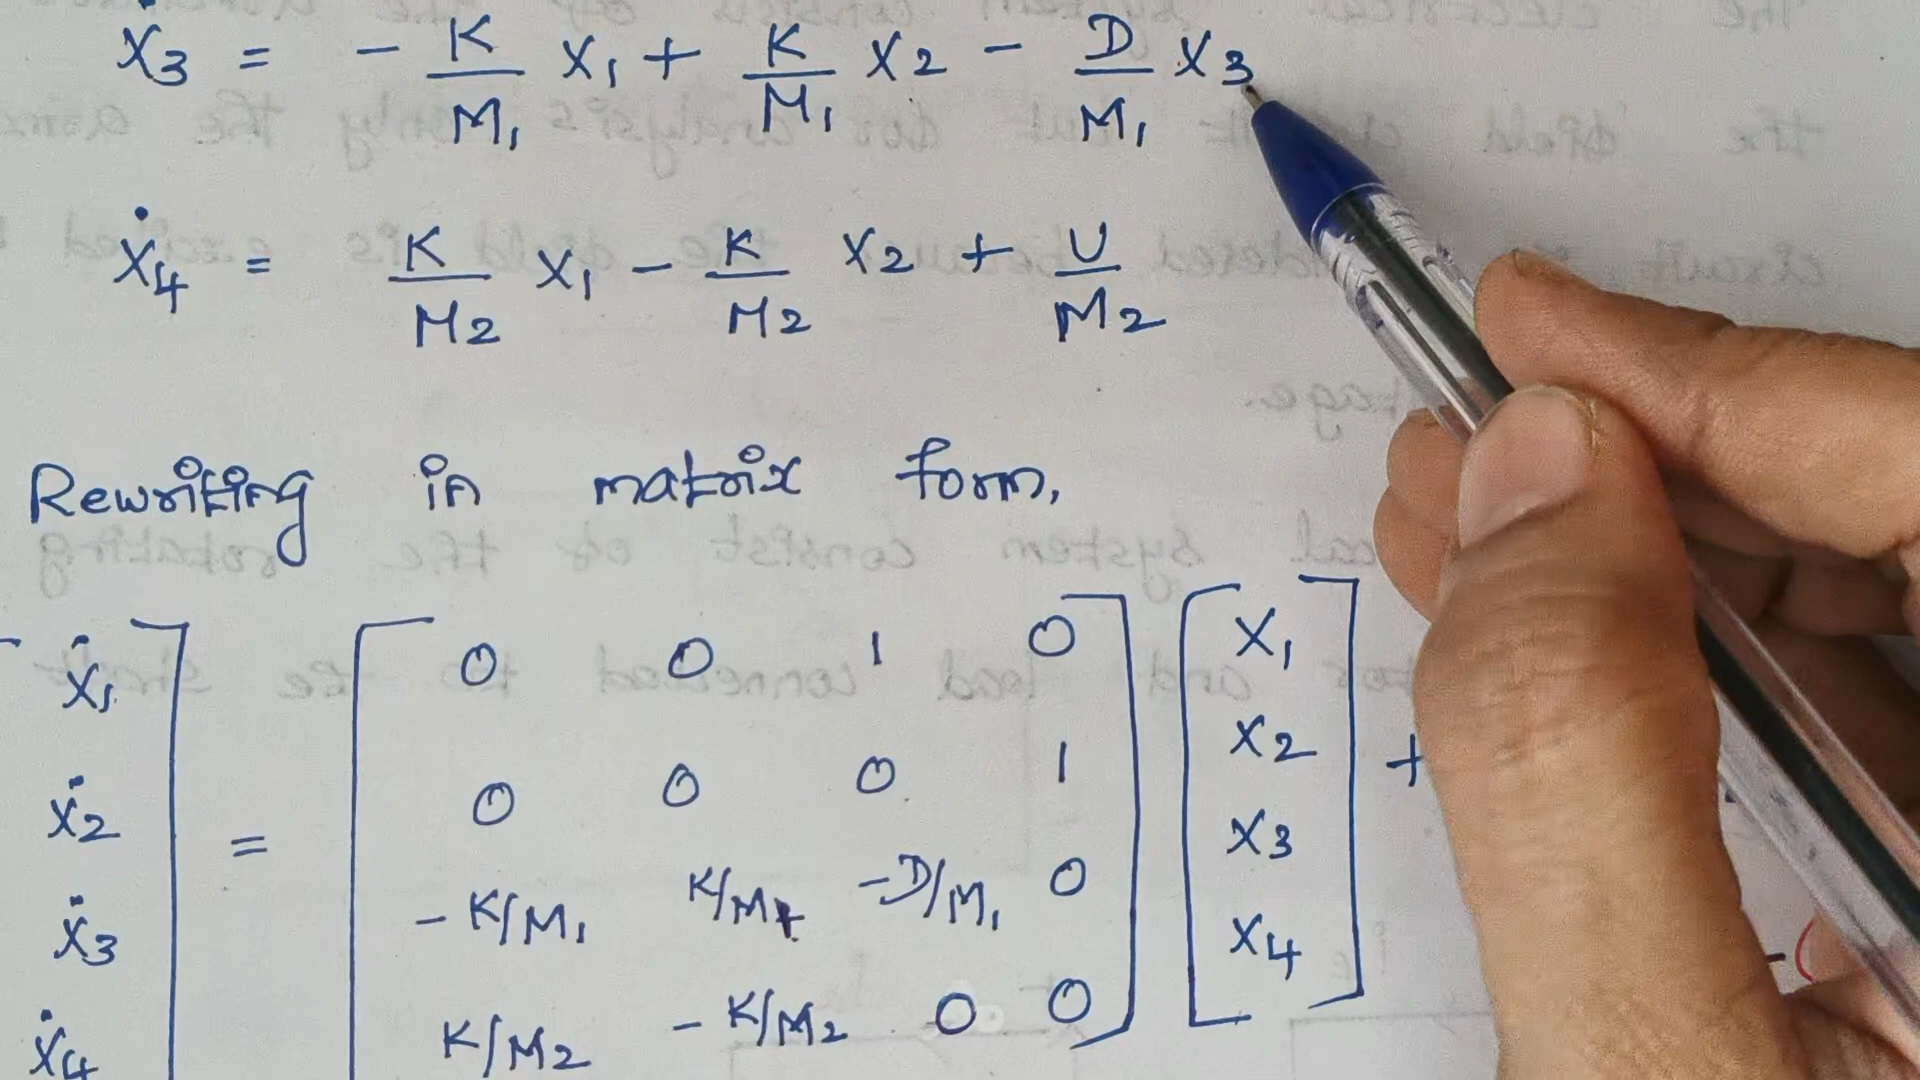 ẋ3 = - K/M1 x1 + K/M1 x2 - D/M1 x3
ẋ4 = K/M2 x1 - K/M2 x2 + U/M2
Rewriting in matrix form,
[ẋ1 ẋ2 ẋ3 ẋ4] =
0 0 1 0
0 0 0 1
-K/M1 K/M1 -D/M1 0
K/M2 -K/M2 0 0
[x1 x2 x3 x4] +